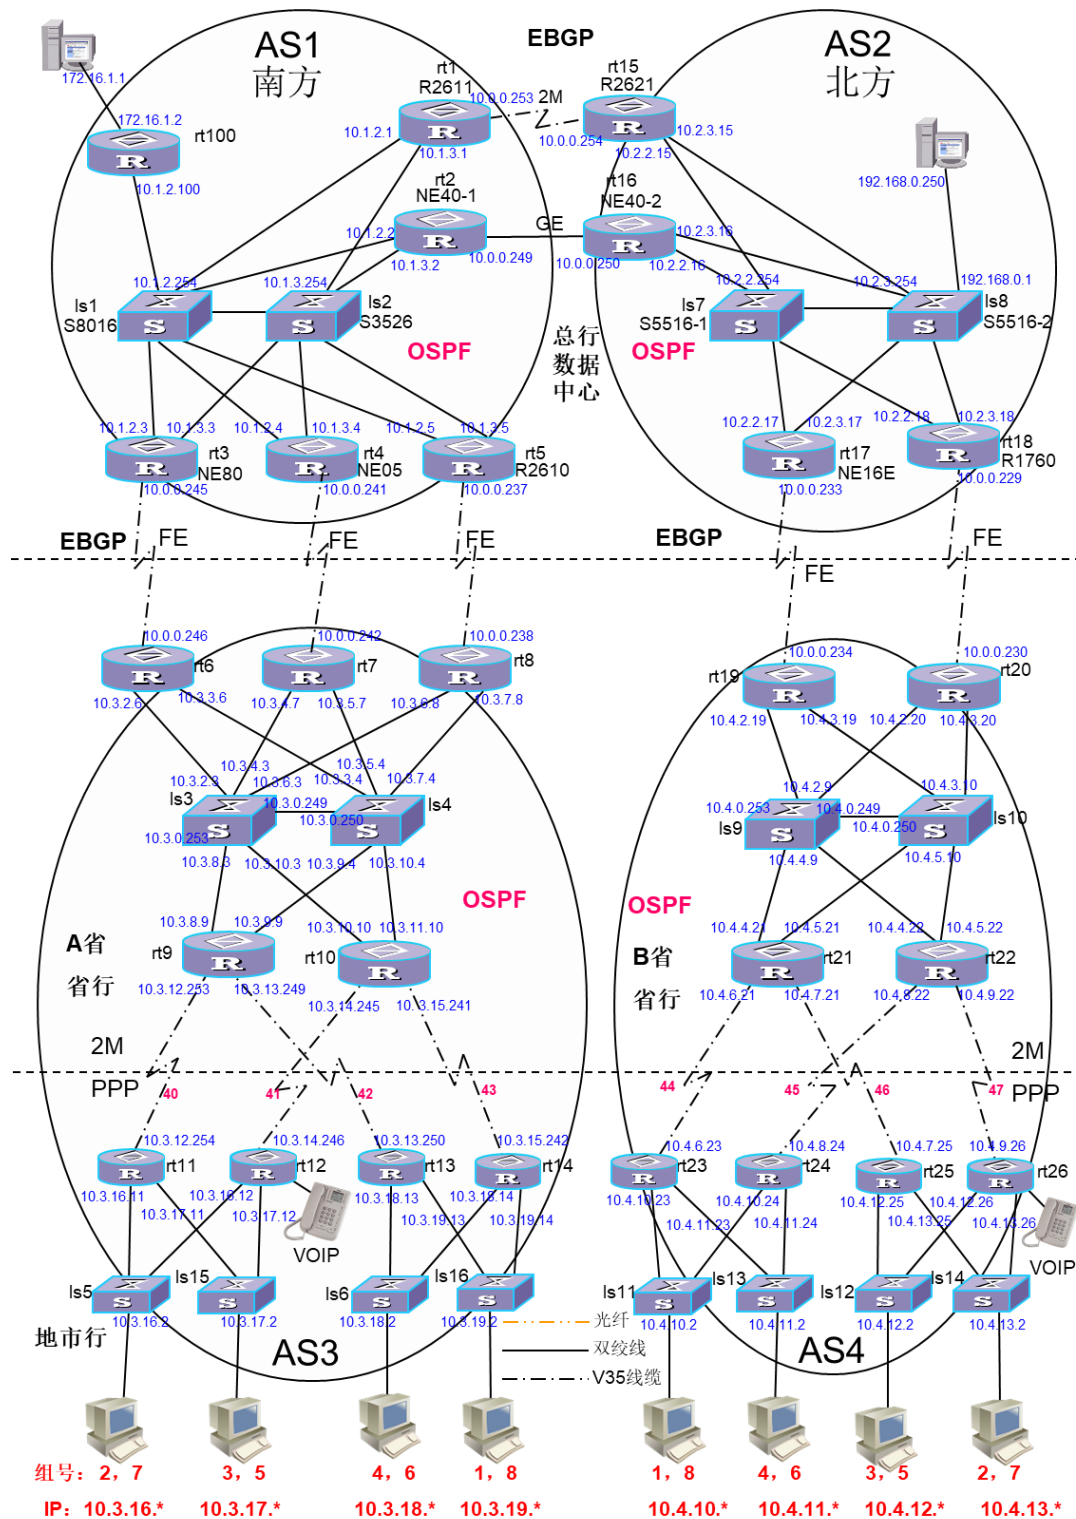 AS1
南方
EBGP
AS2
北方
172.16.1.1
172.16.1.2
rt100
10.1.2.100
rt1
R2611
10.0.0.253
2M
10.1.2.1
10.1.3.1
rt15
R2621
10.0.0.254
10.2.3.15
10.2.2.15
192.168.0.250
rt2
NE40-1
10.1.2.2
10.1.3.2
10.0.0.249
GE
rt16
NE40-2
10.0.0.250
10.2.3.16
10.2.2.16
10.1.2.254
10.1.3.254
10.2.2.254
10.2.3.254
192.168.0.1
ls1
S8016
ls2
S3526
ls7
S5516-1
ls8
S5516-2
OSPF
总行
数据
中心
OSPF
10.1.2.3
10.1.3.3
10.1.2.4
10.1.3.4
10.1.2.5
10.1.3.5
10.2.2.17
10.2.3.17
10.2.2.18
10.2.3.18
rt3
NE80
rt4
NE05
rt5
R2610
rt17
NE16E
rt18
R1760
10.0.0.245
10.0.0.241
10.0.0.237
10.0.0.233
10.0.0.229
EBGP
FE
FE
FE
EBGP
FE
FE
10.0.0.246
10.0.0.242
10.0.0.238
10.0.0.234
10.0.0.230
rt6
rt7
rt8
rt19
rt20
10.3.2.6
10.3.3.6
10.3.4.7
10.3.5.7
10.3.6.8
10.3.7.8
10.4.2.19
10.4.3.19
10.4.2.20
10.4.3.20
10.3.2.3
10.3.4.3
10.3.6.3
10.3.3.4
10.3.5.4
10.3.7.4
10.4.2.9
10.4.3.10
ls3
10.3.0.249
10.3.0.250
ls4
10.3.0.253
10.4.0.253
10.4.0.249
10.4.0.250
ls9
ls10
10.3.8.3
10.3.10.3
10.3.9.4
10.3.10.4
10.4.4.9
10.4.5.10
OSPF
OSPF
10.3.8.9
10.3.9.9
10.3.10.10
10.3.11.10
10.4.4.21
10.4.5.21
10.4.4.22
10.4.5.22
A省
省行
rt9
rt10
B省
省行
rt21
rt22
10.3.12.253
10.3.13.249
10.3.14.245
10.3.15.241
10.4.6.21
10.4.7.21
10.4.8.22
10.4.9.22
2M
PPP
2M
PPP
40
41
42
43
44
45
46
47
10.3.12.254
10.3.14.246
10.3.13.250
10.3.15.242
10.4.6.23
10.4.8.24
10.4.7.25
10.4.9.26
rt11
rt12
rt13
rt14
rt23
rt24
rt25
rt26
10.3.16.11
10.3.17.11
10.3.16.12
10.3.17.12
10.3.18.13
10.3.19.13
10.3.18.14
10.3.19.14
10.4.10.23
10.4.11.23
10.4.10.24
10.4.11.24
10.4.12.25
10.4.13.25
10.4.12.26
10.4.13.26
VOIP
VOIP
ls5
ls15
ls6
ls16
ls11
ls13
ls12
ls14
10.3.16.2
10.3.17.2
10.3.18.2
10.3.19.2
10.4.10.2
10.4.11.2
10.4.12.2
10.4.13.2
地市行
AS3
光纤
双绞线
V35线缆
AS4
组号: 2, 7
3, 5
4, 6
1, 8
1, 8
4, 6
3, 5
2, 7
IP: 10.3.16.*
10.3.17.*
10.3.18.*
10.3.19.*
10.4.10.*
10.4.11.*
10.4.12.*
10.4.13.*